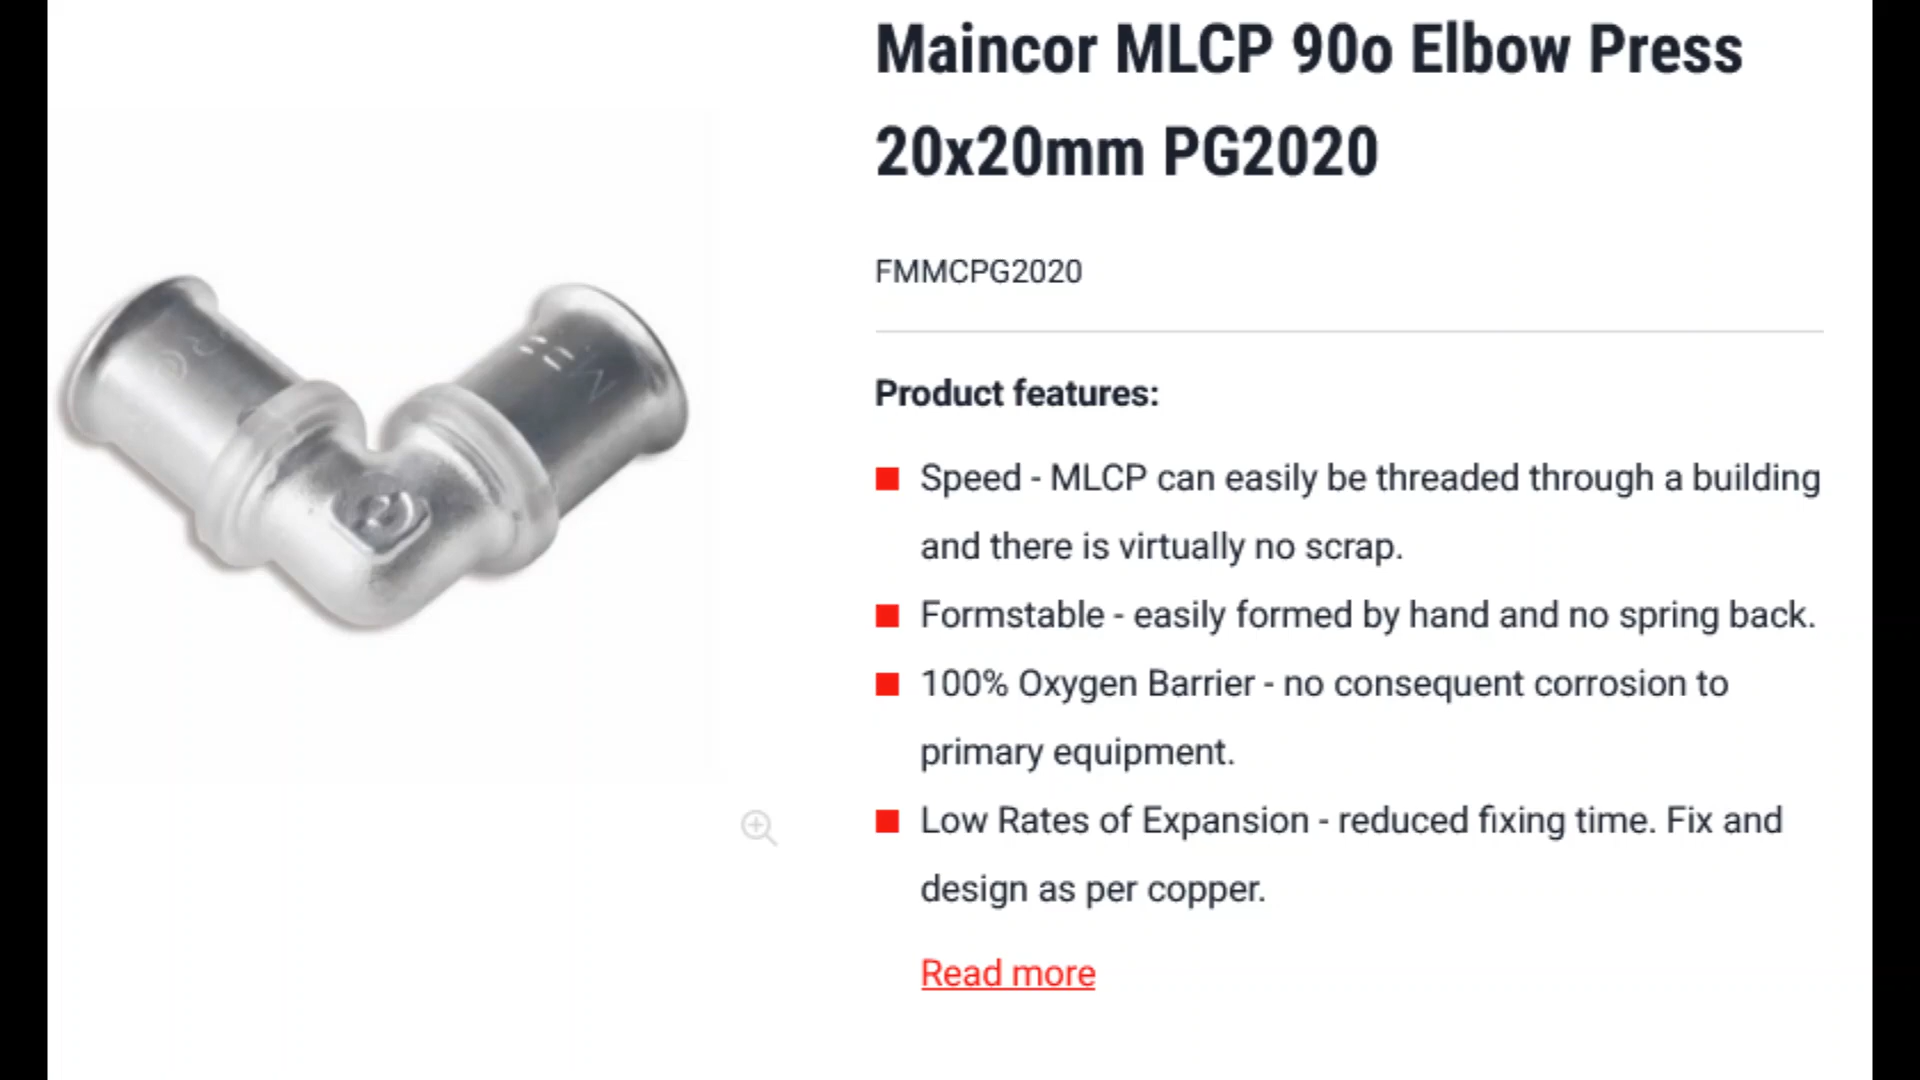 Maincor MLCP 90o Elbow Press
20x20mm PG2020
FMMCPG2020
Product features:
Speed - MLCP can easily be threaded through a building
and there is virtually no scrap.
Formstable - easily formed by hand and no spring back.
100% Oxygen Barrier - no consequent corrosion to
primary equipment.
Low Rates of Expansion - reduced fixing time. Fix and
design as per copper.
Read more